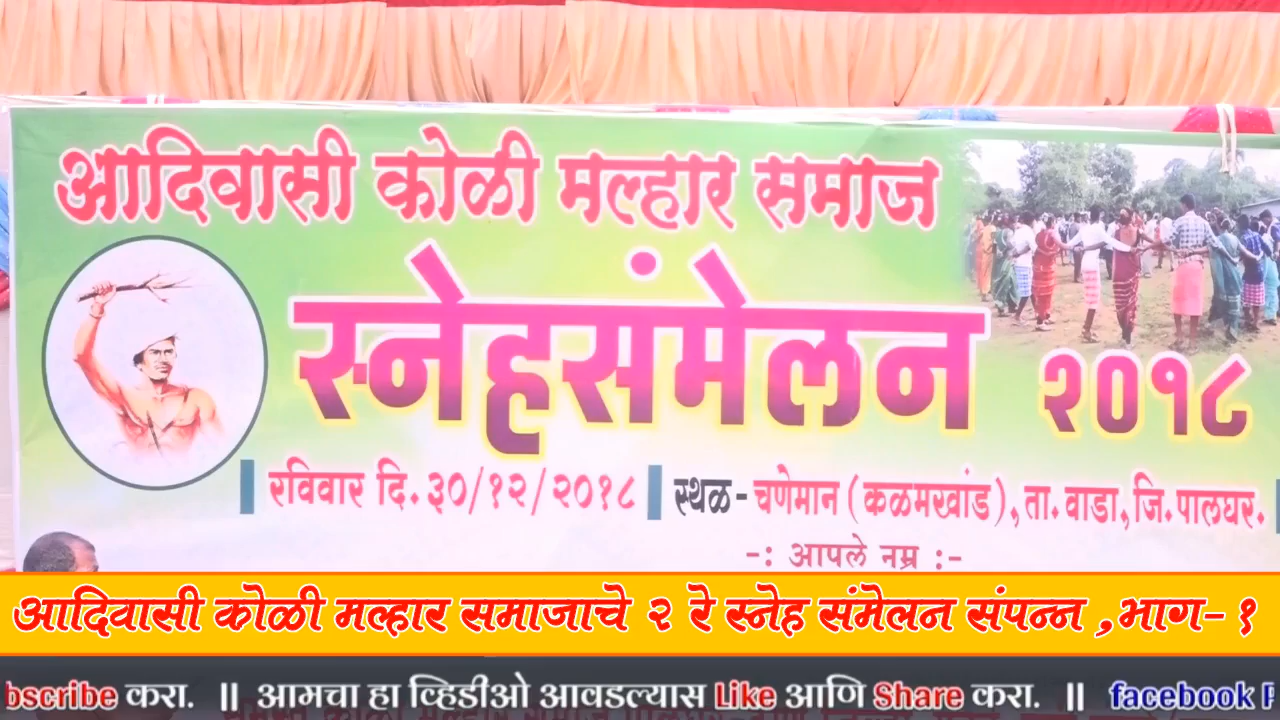 आदिवासी कोळी मल्हार समाज
स्नेहसंमेलन २०१८
रविवार दि. ३०/१२/२०१८ स्थळ - चणेमान (कळमखांड), ता. वाडा, जि. पालघर.
-: आपले नम्र :-
आदिवासी कोळी मल्हार समाजाचे २ रे स्नेह संमेलन संपन्न , भाग- १
bscribe करा. || आमचा हा व्हिडीओ आवडल्यास Like आणि Share करा. || facebook